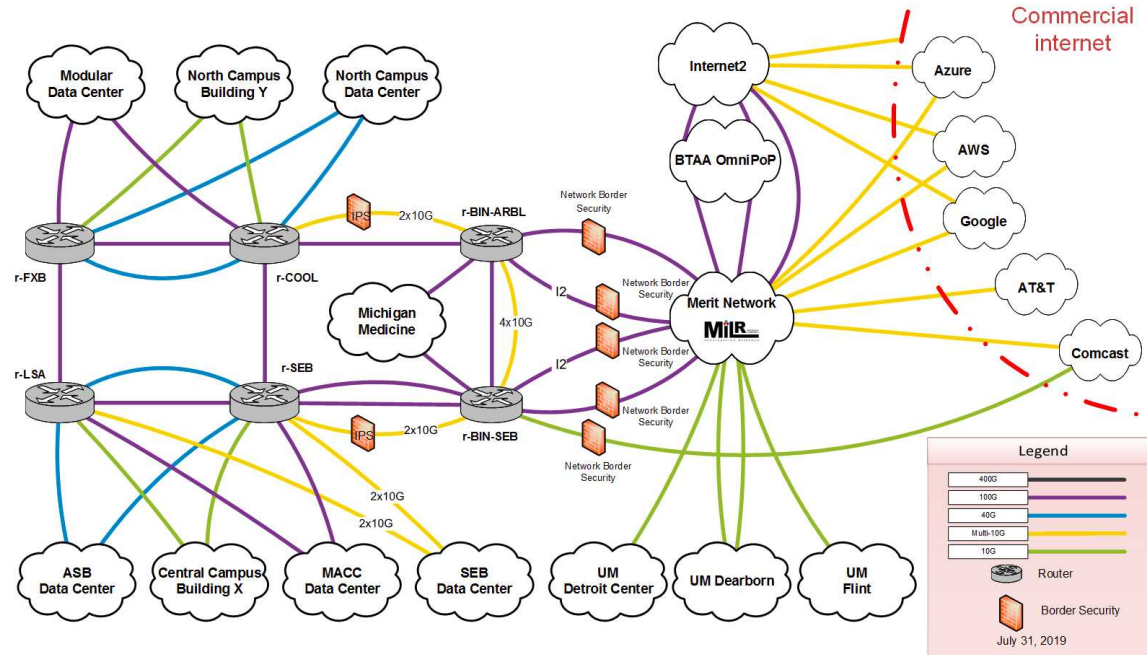 Commercial
internet
Modular
Data Center
North Campus
Building Y
North Campus
Data Center
Internet2
Azure
BTAA OmniPoP
AWS
Google
AT&T
Comcast
r-FXB
r-COOL
IPS
2x10G
r-BIN-ARBL
Network Border
Security
I2
Network Border
Security
Michigan
Medicine
4x10G
Merit Network
MiLR
I2
Network Border
Security
r-LSA
r-SEB
IPS
2x10G
r-BIN-SEB
Network Border
Security
Network Border
Security
2x10G
2x10G
ASB
Data Center
Central Campus
Building X
MACC
Data Center
SEB
Data Center
UM
Detroit Center
UM Dearborn
UM
Flint
Legend
400G
100G
40G
Multi-10G
10G
Router
Border Security
July 31, 2019